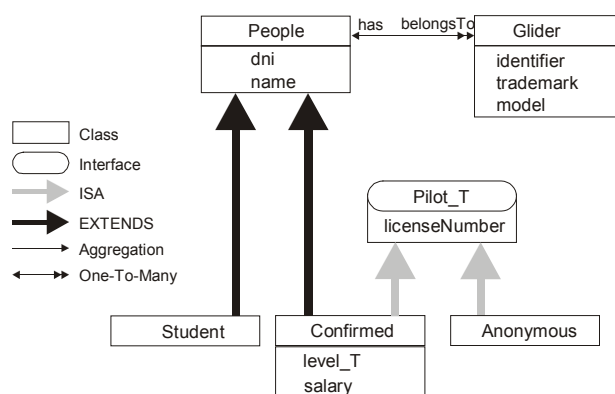 People
dni
name
has
belongsTo
Glider
identifier
trademark
model
Class
Interface
ISA
EXTENDS
Aggregation
One-To-Many
Pilot_T
licenseNumber
Student
Confirmed
level_T
salary
Anonymous